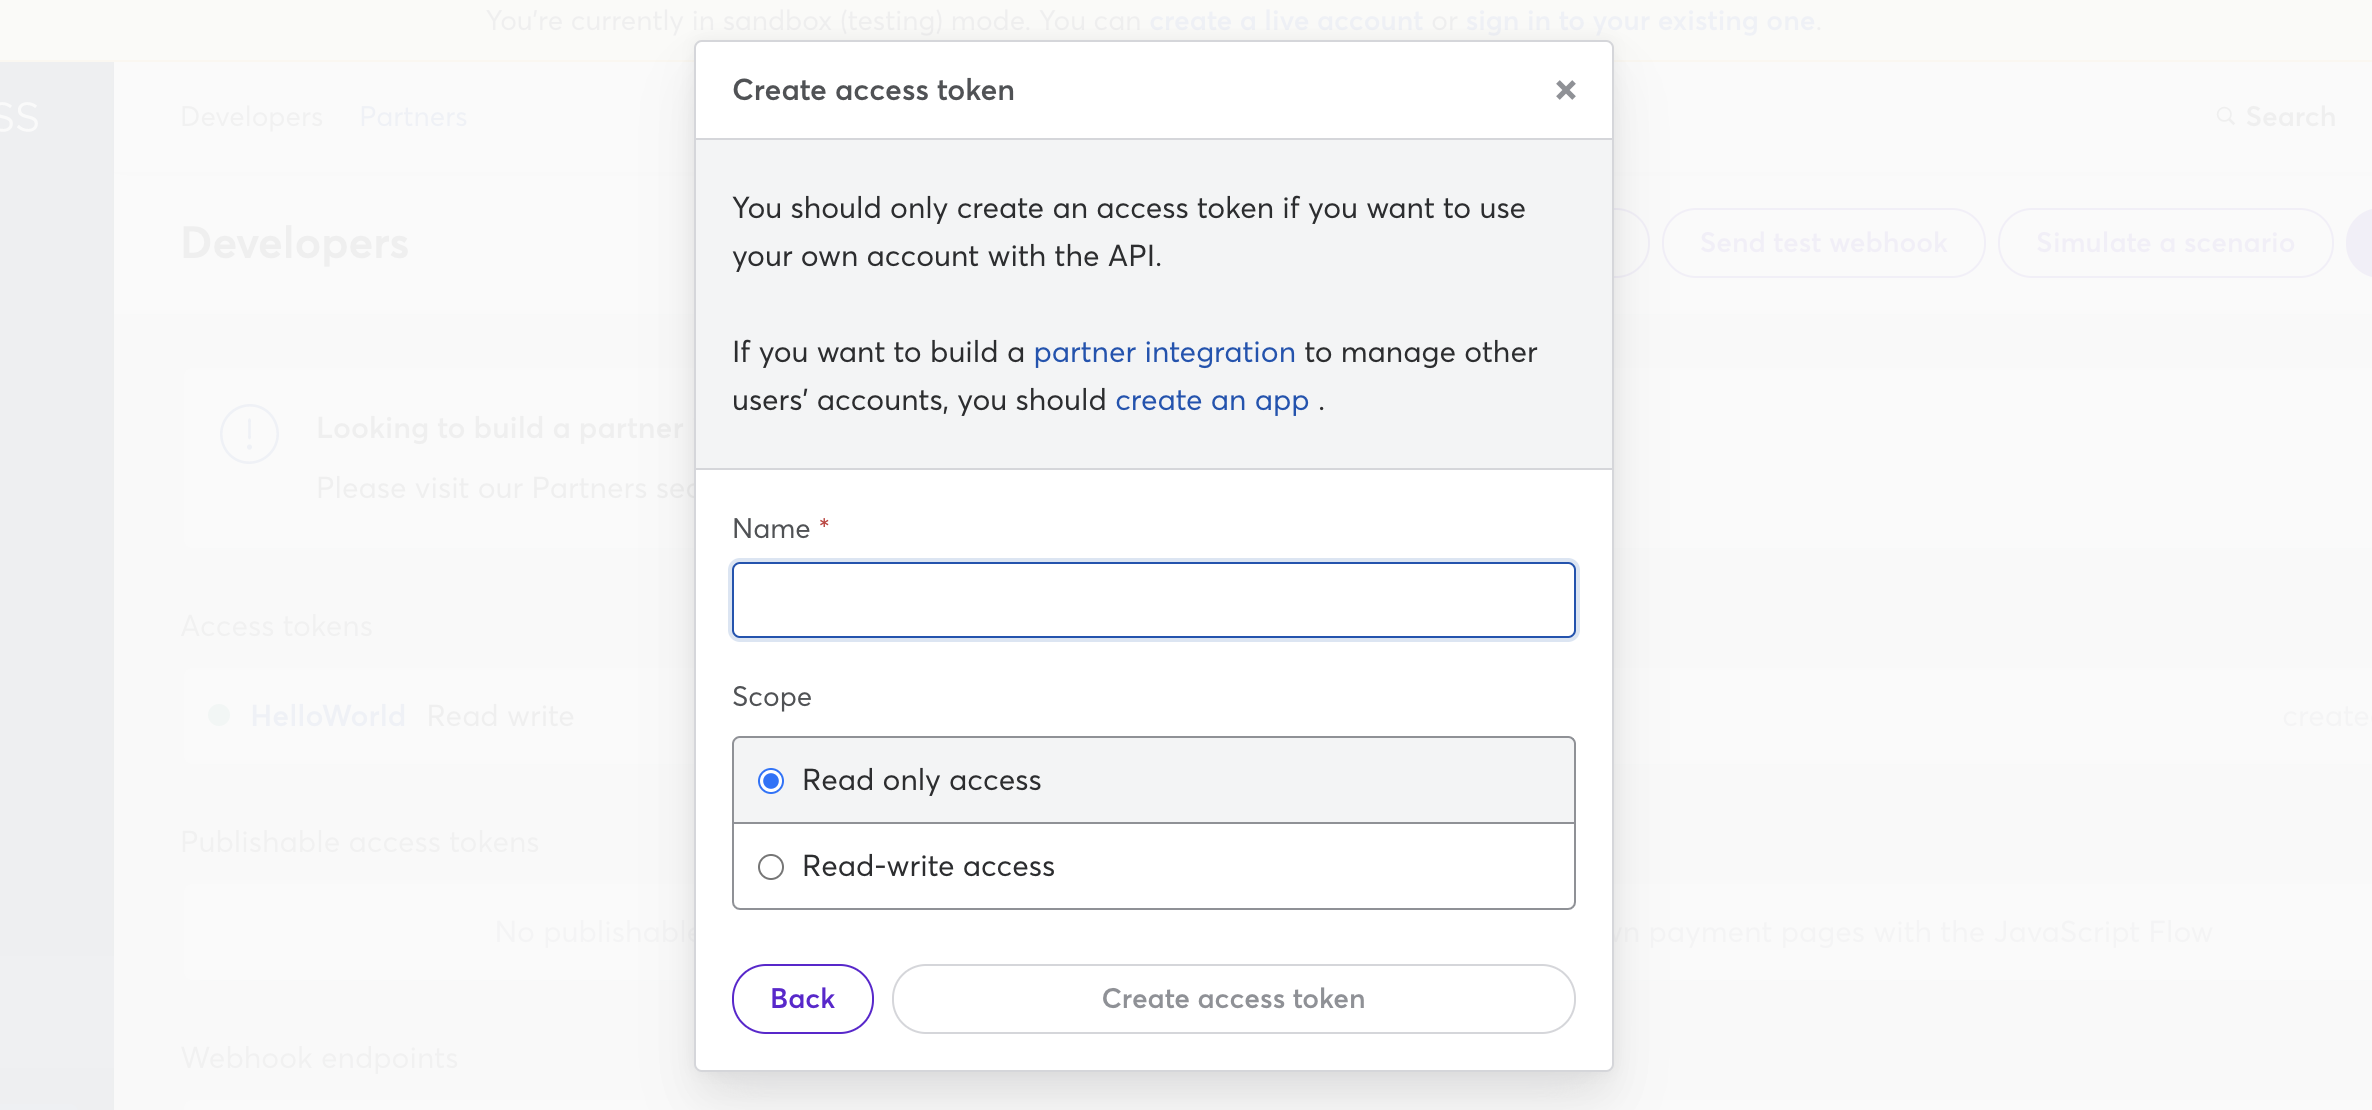 You're currently in sandbox (testing) mode. You can create a live account or sign in to your existing one.
SS
Developers Partners
Search
Developers
Send test webhook
Simulate a scenario
Looking to build a partner
Please visit our Partners
Access tokens
HelloWorld Read write
create
Publishable access tokens
No publishable
payment pages with the JavaScript Flow
Webhook endpoints
Create access token
You should only create an access token if you want to use
your own account with the API.
If you want to build a partner integration to manage other
users' accounts, you should create an app .
Name *
Scope
Read only access
Read-write access
Back
Create access token